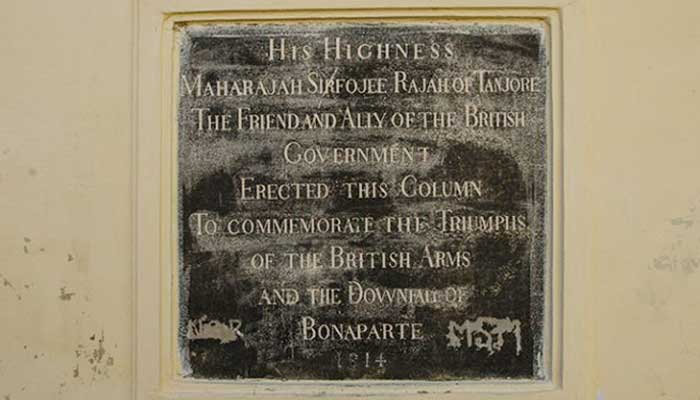 HIS HIGHNESS
MAHARAJAH SIRFOJEE RAJAH OF TANJORE
THE FRIEND AND ALLY OF THE BRITISH
GOVERNMENT
ERECTED THIS COLUMN
TO COMMEMORATE THE TRIUMPHS
OF THE BRITISH ARMS
AND THE DOWNFALL OF
BONAPARTE
1814